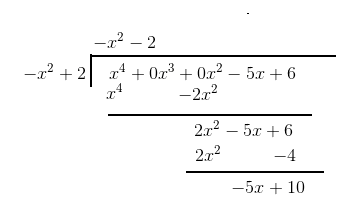 −x² − 2
−x² + 2 x⁴ + 0x³ + 0x² − 5x + 6
x⁴ −2x²
2x² − 5x + 6
2x² −4
−5x + 10